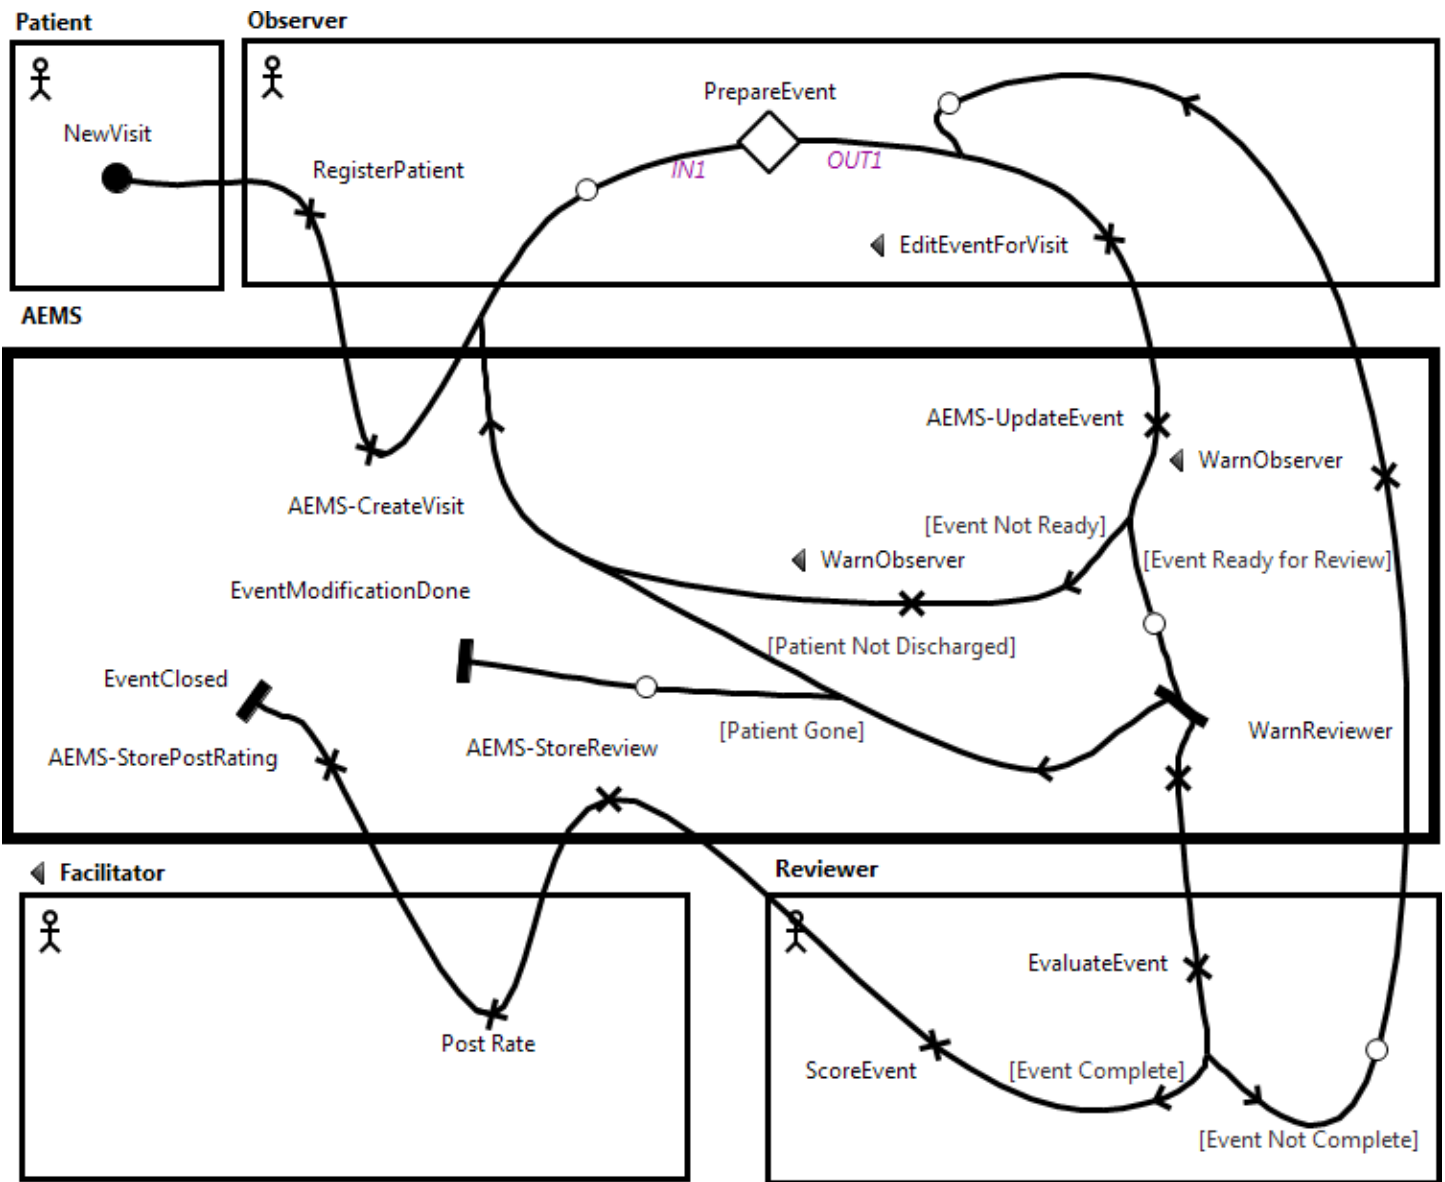 Patient
Observer
NewVisit
PrepareEvent
RegisterPatient
IN1
OUT1
EditEventForVisit
AEMS
AEMS-UpdateEvent
WarnObserver
AEMS-CreateVisit
[Event Not Ready]
WarnObserver
[Event Ready for Review]
EventModificationDone
[Patient Not Discharged]
EventClosed
[Patient Gone]
WarnReviewer
AEMS-StoreReview
AEMS-StorePostRating
Facilitator
Reviewer
EvaluateEvent
Post Rate
ScoreEvent
[Event Complete]
[Event Not Complete]